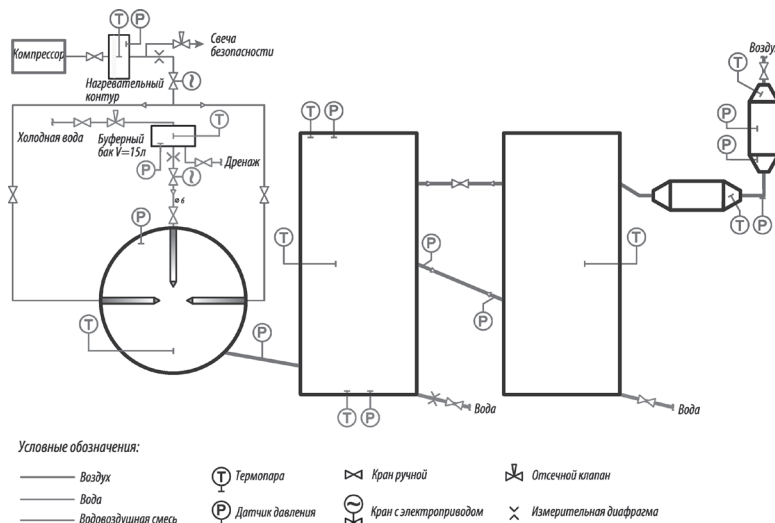 Т
Р
Свеча
безопасности
Компрессор
Воздух
Нагревательный
контур
Т
Р
Холодная вода
Буферный
бак V=15л
Т
Р
Дренаж
Т
Р
Р
Т
Р
ø 6
Р
Т
Р
Т
Р
Т
Р
Т
Р
Вода
Вода
Условные обозначения:
Воздух
Т
Термопара
Кран ручной
Отсечной клапан
Вода
Р
Датчик давления
Кран с электроприводом
Измерительная диафрагма
Водовоздушная смесь